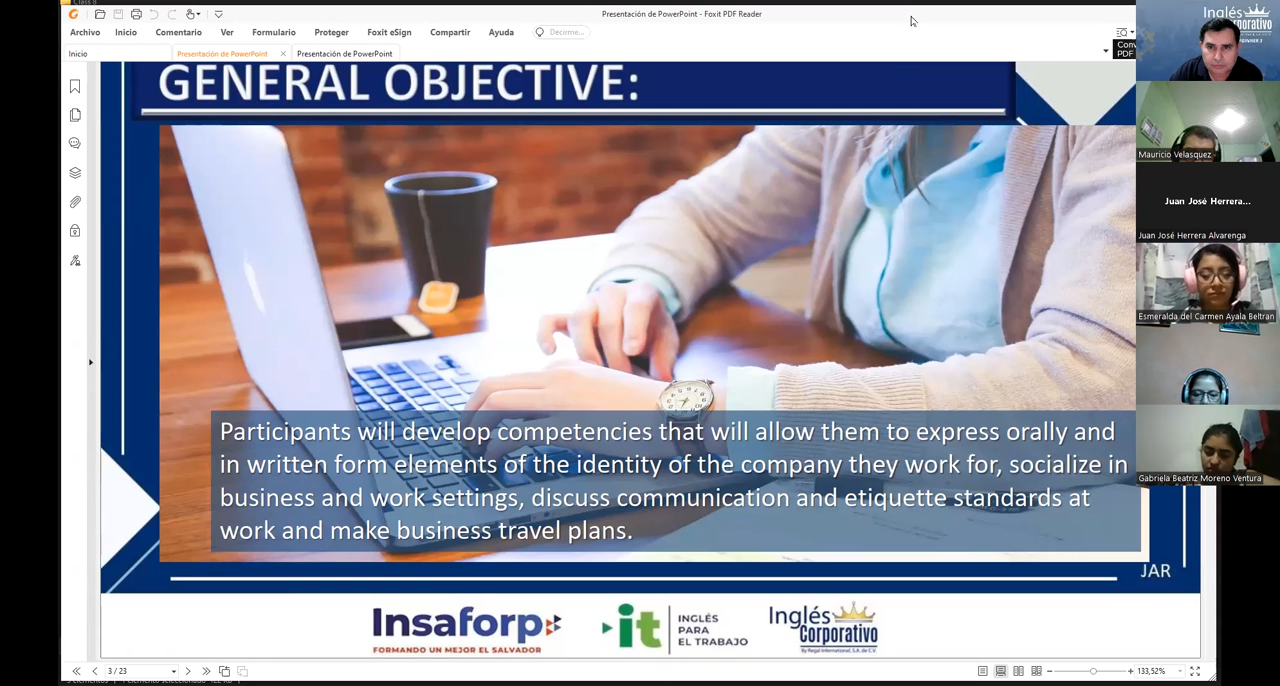 Class 8
Presentación de PowerPoint - Foxit PDF Reader
Archivo Inicio Comentario Ver Formulario Proteger Foxit eSign Compartir Ayuda Decirme...
Inicio Presentación de PowerPoint Presentación de PowerPoint
Conv
PDF
GENERAL OBJECTIVE:
Participants will develop competencies that will allow them to express orally and
in written form elements of the identity of the company they work for, socialize in
business and work settings, discuss communication and etiquette standards at
work and make business travel plans.
JAR
Insaforp
FORMANDO UN MEJOR EL SALVADOR
it
INGLÉS
PARA
EL TRABAJO
Inglés
Corporativo
By Regal International, S.A. de C.V.
3 / 23
133,52%
Inglés
Corporativo
Mauricio Velasquez
Juan José Herrera...
Juan José Herrera Alvarenga
Esmeralda del Carmen Ayala Beltran
Gabriela Beatriz Moreno Ventura